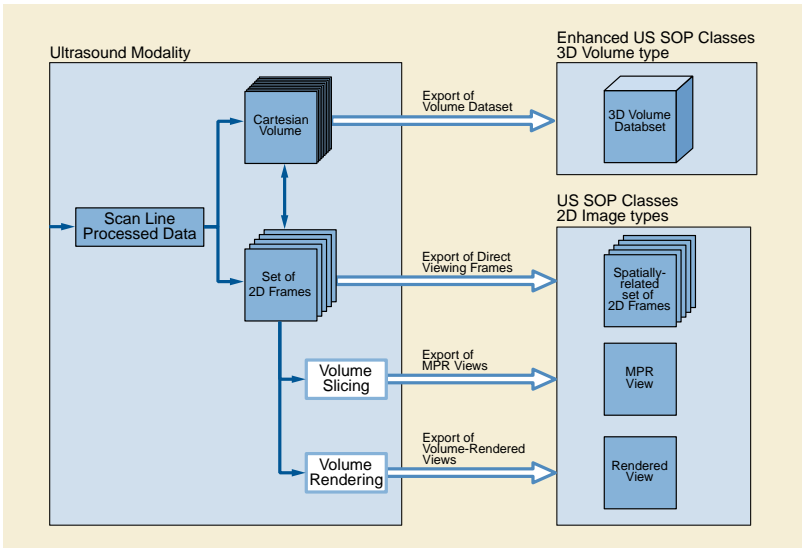 Ultrasound Modality
Enhanced US SOP Classes
3D Volume type
Cartesian
Volume
Export of
Volume Dataset
3D Volume
Databset
Scan Line
Processed Data
US SOP Classes
2D Image types
Set of
2D Frames
Export of Direct
Viewing Frames
Spatially-
related
set of
2D Frames
Volume
Slicing
Export of
MPR Views
MPR
View
Volume
Rendering
Export of
Volume-Rendered
Views
Rendered
View